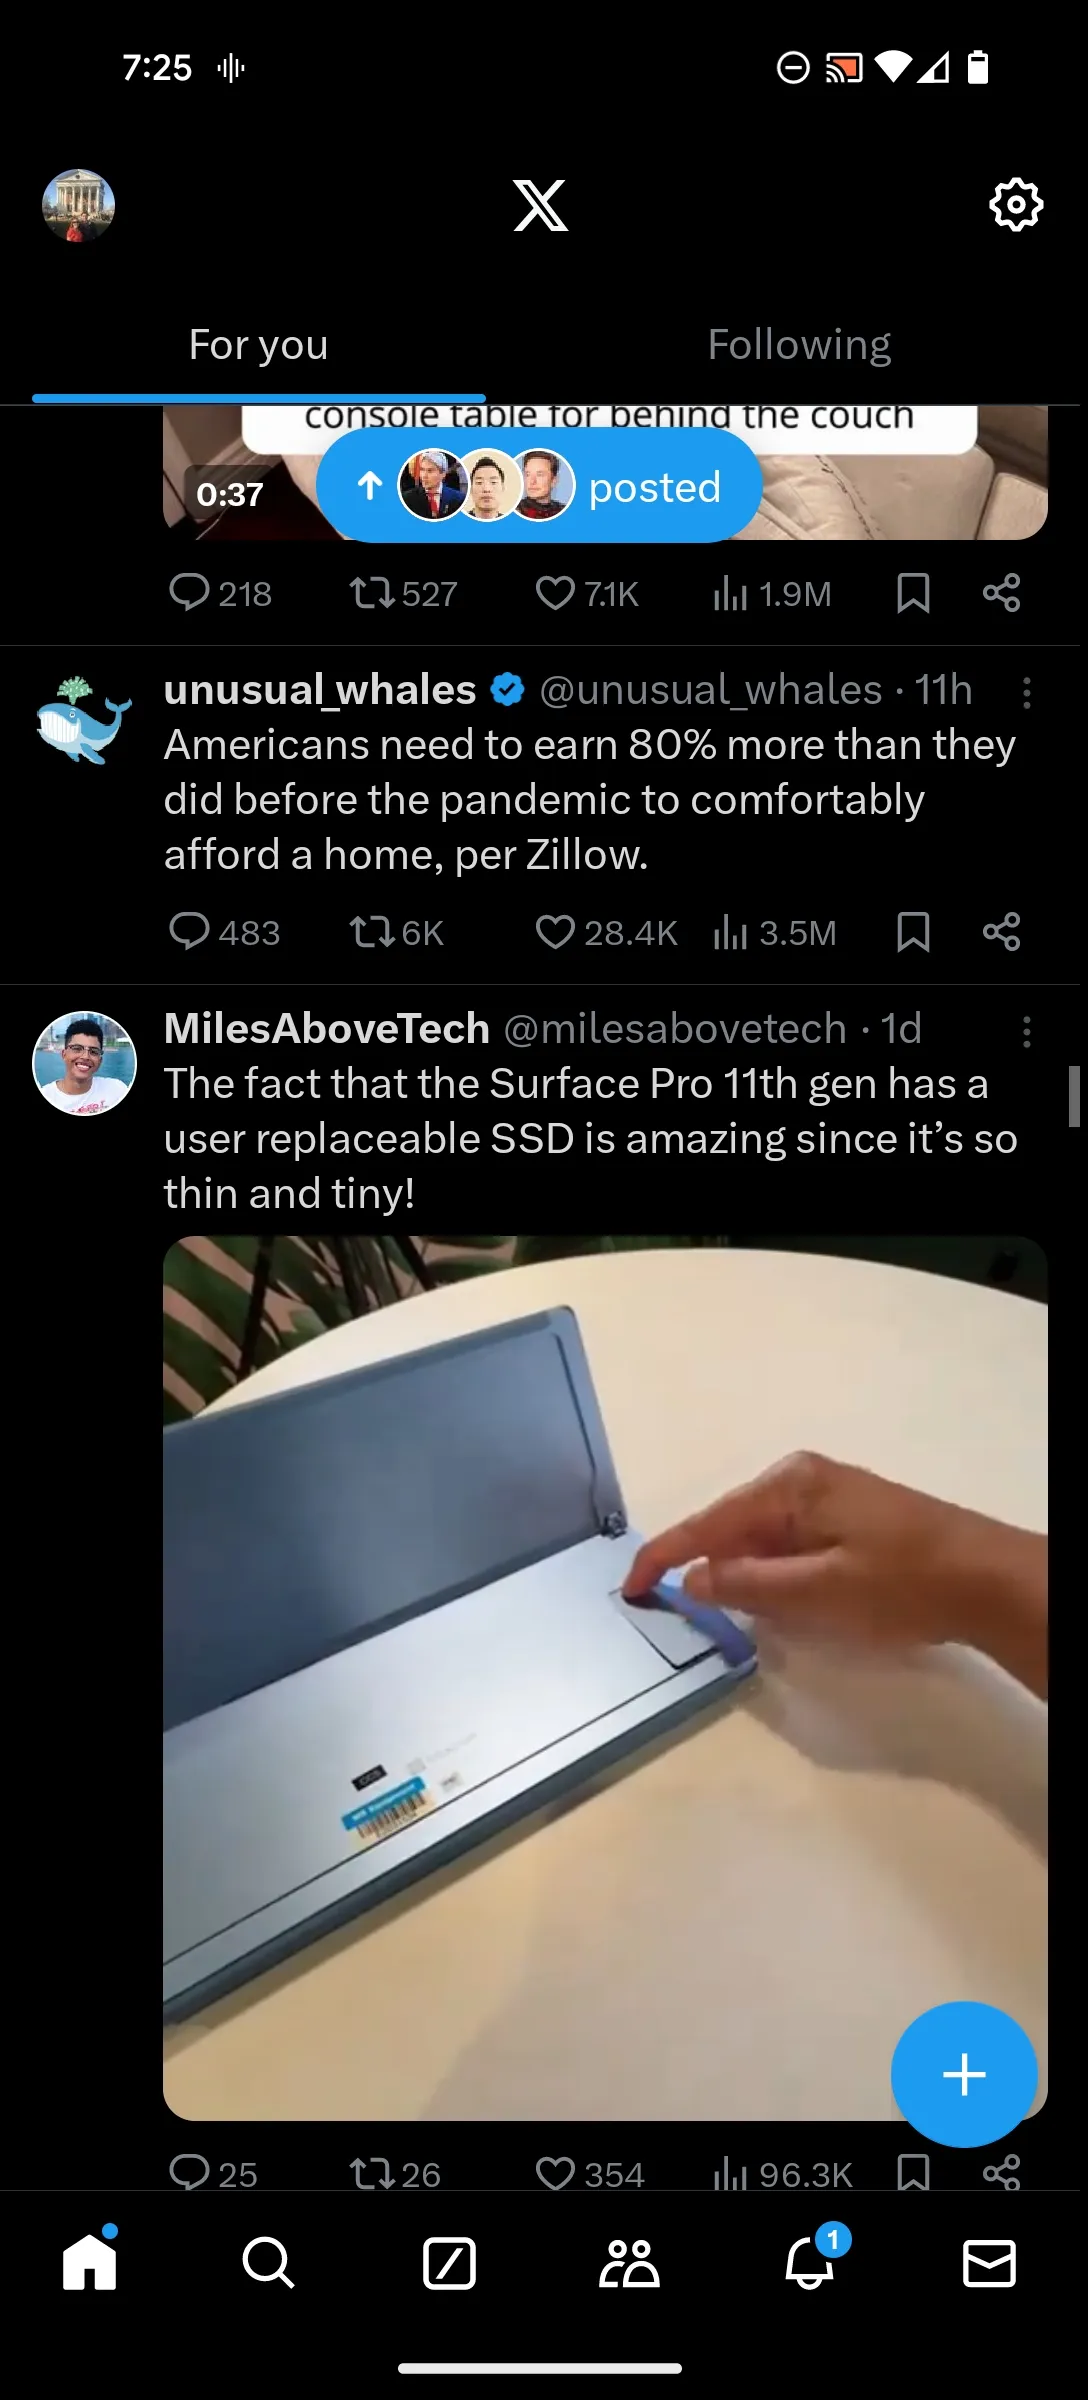 7:25
For you
Following
console table for behind the couch
0:37
posted
218
527
7.1K
1.9M
unusual_whales @unusual_whales · 11h
Americans need to earn 80% more than they
did before the pandemic to comfortably
afford a home, per Zillow.
483
6K
28.4K
3.5M
MilesAboveTech @milesabovetech · 1d
The fact that the Surface Pro 11th gen has a
user replaceable SSD is amazing since it’s so
thin and tiny!
25
26
354
96.3K
1